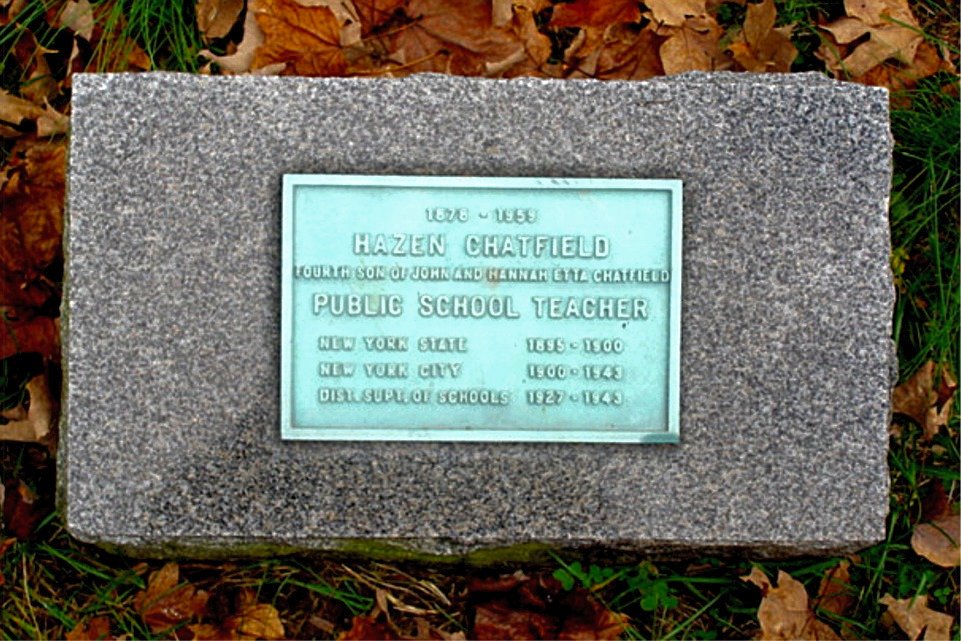 1878 - 1959
HAZEN CHATFIELD
FOURTH SON OF JOHN AND HANNAH ETTA CHATFIELD
PUBLIC SCHOOL TEACHER
NEW YORK STATE 1895 - 1900
NEW YORK CITY 1900 - 1943
DIST. SUPT. OF SCHOOLS 1927 - 1943